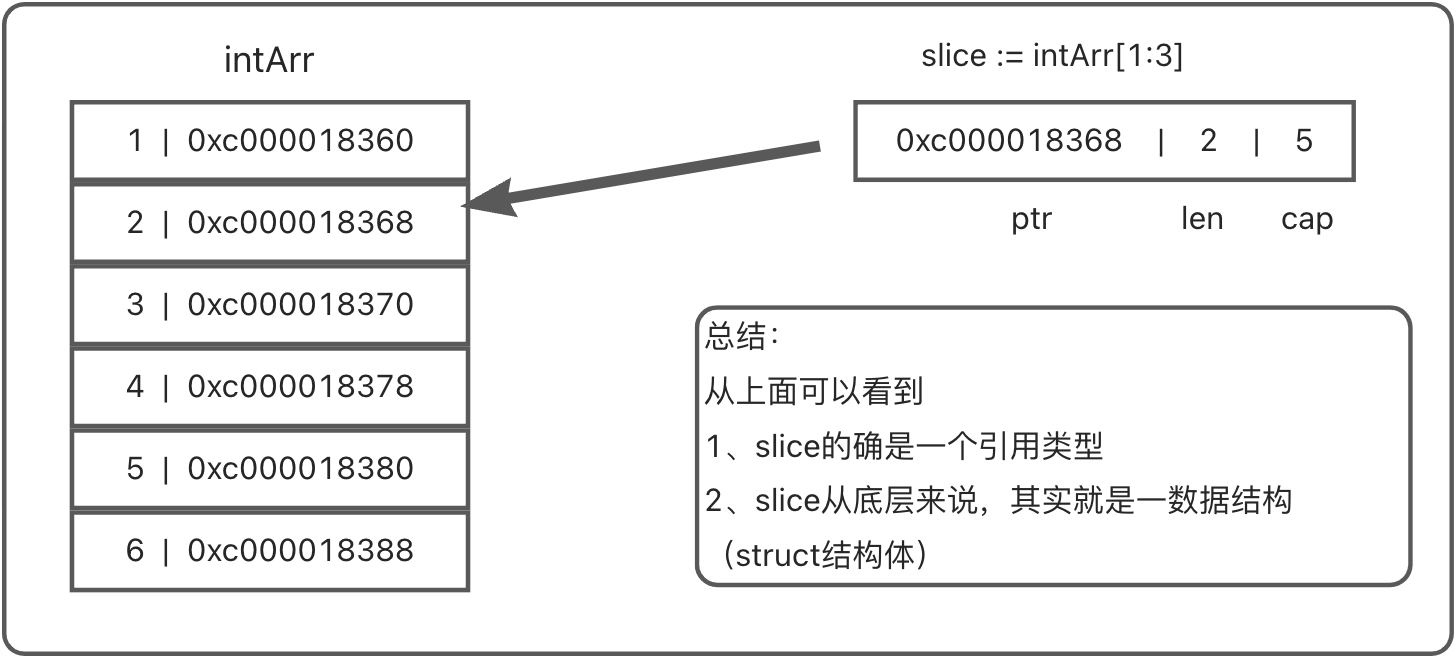 intArr
1 | 0xc000018360
2 | 0xc000018368
3 | 0xc000018370
4 | 0xc000018378
5 | 0xc000018380
6 | 0xc000018388
slice := intArr[1:3]
0xc000018368 | 2 | 5
ptr len cap
总结：
从上面可以看到
1、slice的确是一个引用类型
2、slice从底层来说，其实就是一数据结构
（struct结构体）